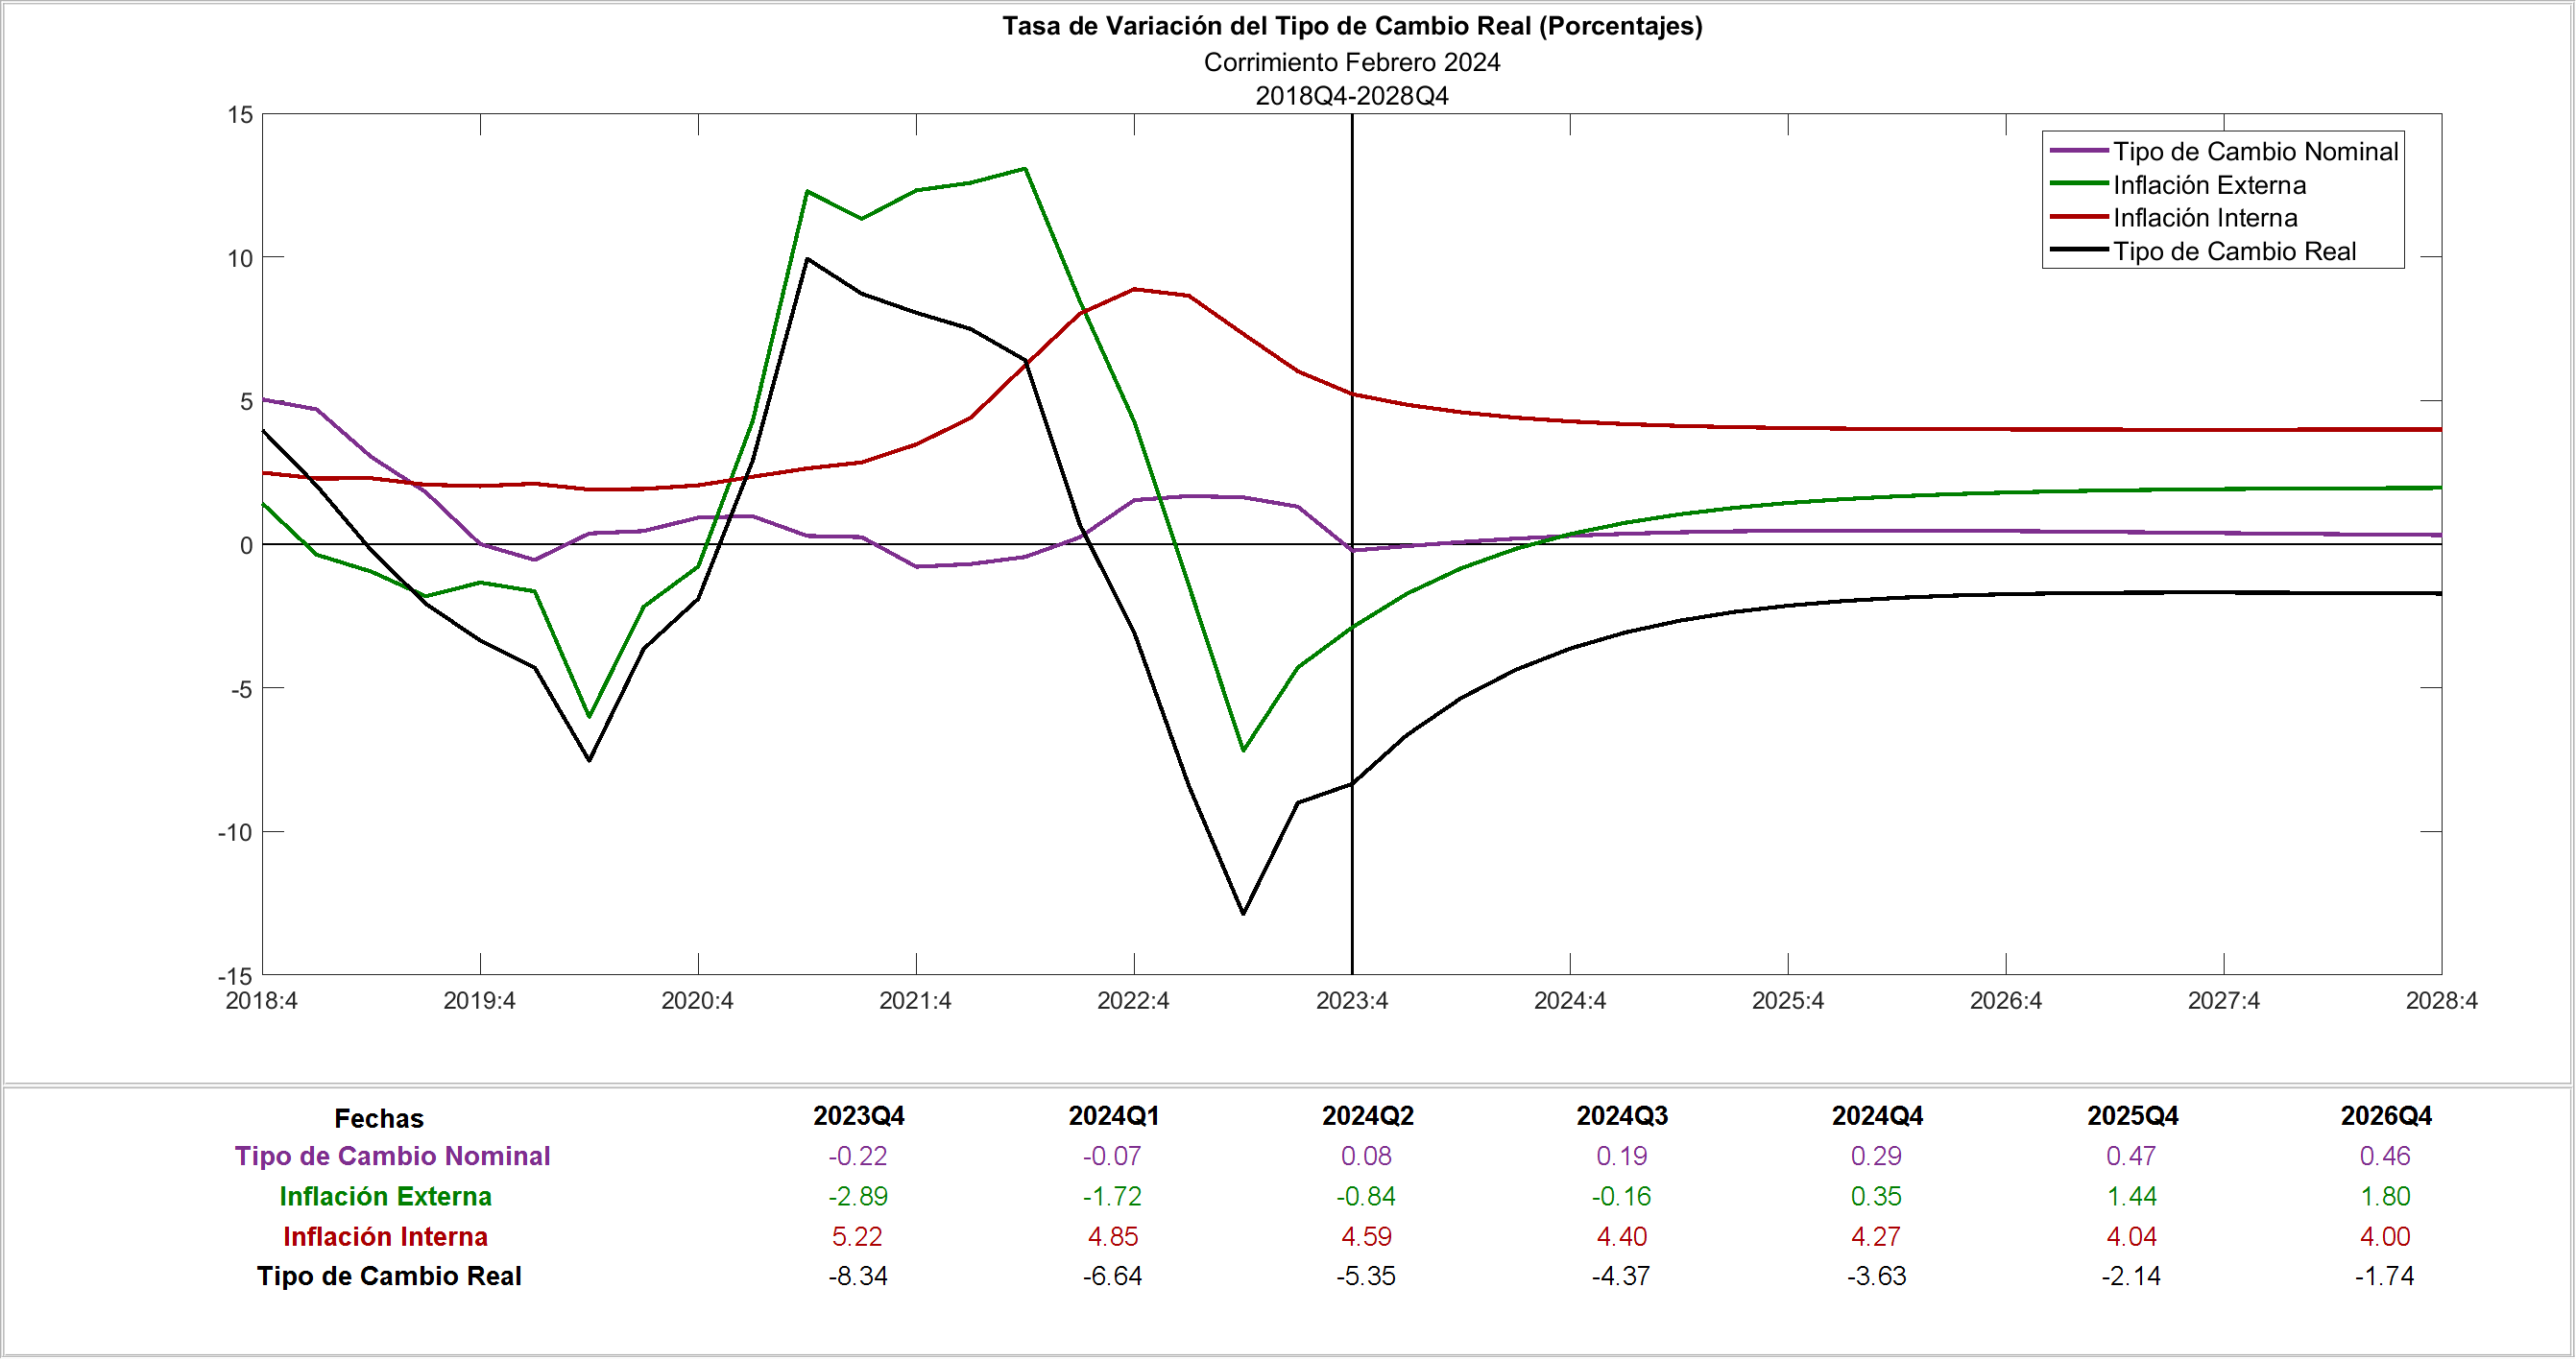 Tasa de Variación del Tipo de Cambio Real (Porcentajes)
Corrimiento Febrero 2024
2018Q4-2028Q4
15
10
5
0
-5
-10
-15
Tipo de Cambio Nominal
Inflación Externa
Inflación Interna
Tipo de Cambio Real
2018:4 2019:4 2020:4 2021:4 2022:4 2023:4 2024:4 2025:4 2026:4 2027:4 2028:4
Fechas 2023Q4 2024Q1 2024Q2 2024Q3 2024Q4 2025Q4 2026Q4
Tipo de Cambio Nominal -0.22 -0.07 0.08 0.19 0.29 0.47 0.46
Inflación Externa -2.89 -1.72 -0.84 -0.16 0.35 1.44 1.80
Inflación Interna 5.22 4.85 4.59 4.40 4.27 4.04 4.00
Tipo de Cambio Real -8.34 -6.64 -5.35 -4.37 -3.63 -2.14 -1.74